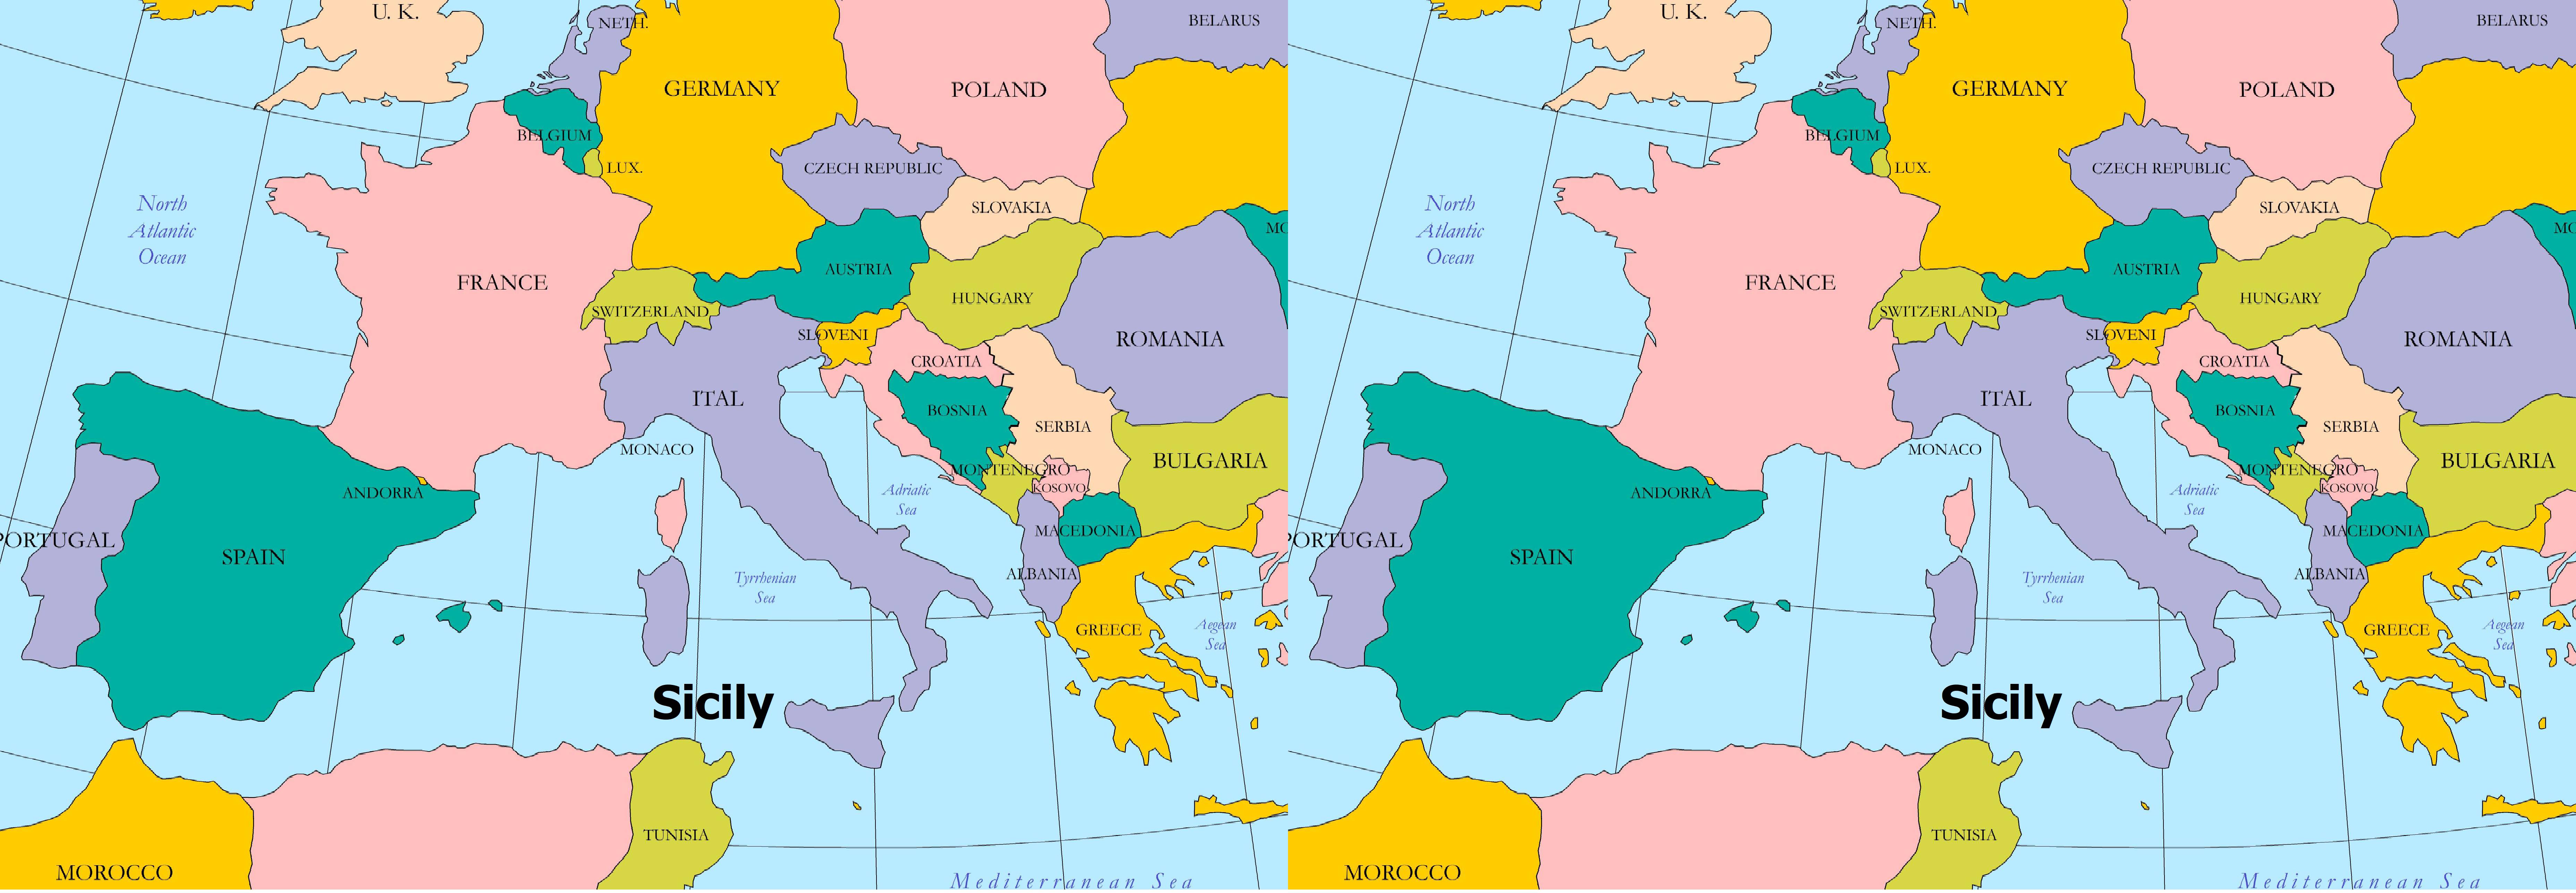 U. K.
NETH.
BELARUS
GERMANY
POLAND
BELGIUM
LUX.
CZECH REPUBLIC
North
Atlantic
Ocean
SLOVAKIA
MO
AUSTRIA
FRANCE
HUNGARY
SWITZERLAND
SLOVENI
ROMANIA
CROATIA
ITAL
BOSNIA
SERBIA
MONACO
BULGARIA
MONTENEGRO
KOSOVO
ANDORRA
Adriatic
Sea
MACEDONIA
PORTUGAL
SPAIN
ALBANIA
Tyrrhenian
Sea
GREECE
Aegean
Sea
Sicily
TUNISIA
MOROCCO
Mediterranean Sea
U. K.
NETH.
BELARUS
GERMANY
POLAND
BELGIUM
LUX.
CZECH REPUBLIC
North
Atlantic
Ocean
SLOVAKIA
MO
AUSTRIA
FRANCE
HUNGARY
SWITZERLAND
SLOVENI
ROMANIA
CROATIA
ITAL
BOSNIA
SERBIA
MONACO
BULGARIA
MONTENEGRO
KOSOVO
ANDORRA
Adriatic
Sea
MACEDONIA
PORTUGAL
SPAIN
ALBANIA
Tyrrhenian
Sea
GREECE
Aegean
Sea
Sicily
TUNISIA
MOROCCO
Mediterranean Sea